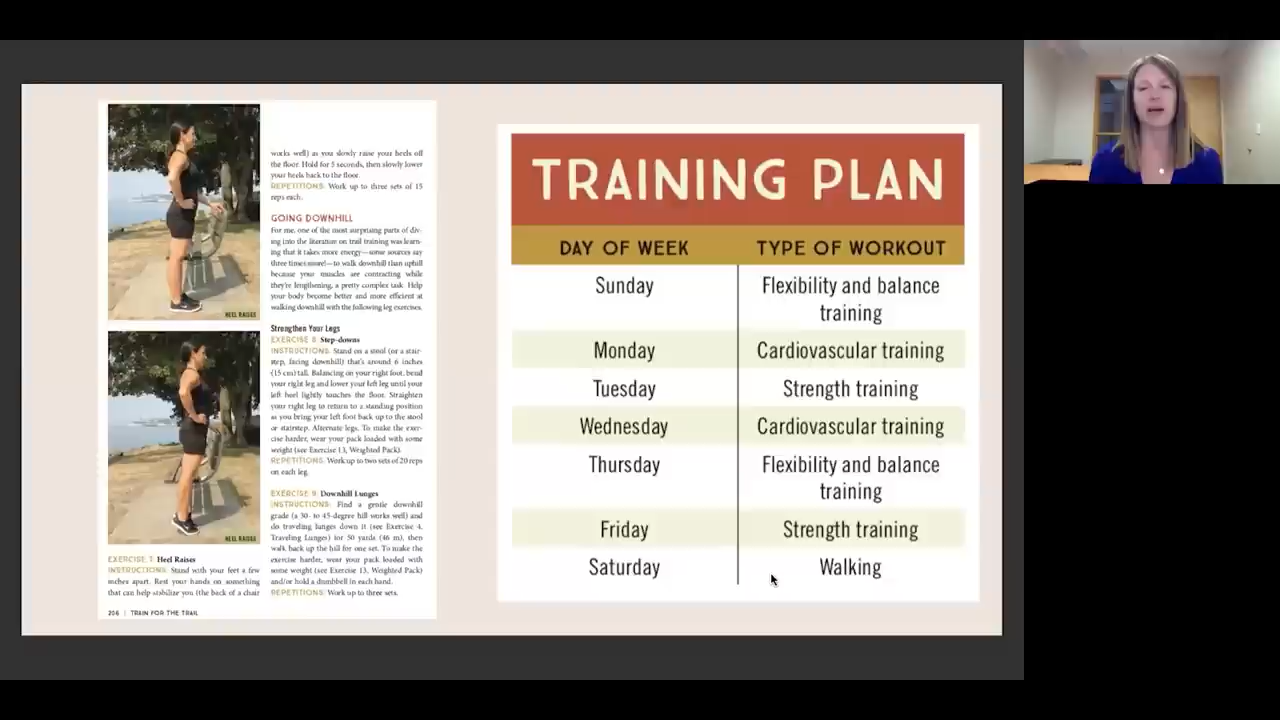 HEEL RAISES
HEEL RAISES
EXERCISE 7: Heel Raises
INSTRUCTIONS: Stand with your feet a few
inches apart. Rest your hands on something
that can help stabilize you (the back of a chair
works well) as you slowly raise your heels off
the floor. Hold for 5 seconds, then slowly lower
your heels back to the floor.
REPETITIONS: Work up to three sets of 15
reps each.
GOING DOWNHILL
For me, one of the most surprising parts of div-
ing into the literature on trail training was learn-
ing that it takes more energy—some sources say
three times more!—to walk downhill than uphill
because your muscles are contracting while
they're lengthening, a pretty complex task. Help
your body become better and more efficient at
walking downhill with the following leg exercises.
Strengthen Your Legs
EXERCISE 8: Step-downs
INSTRUCTIONS: Stand on a stool (or a stair-
step, facing downhill) that's around 6 inches
(15 cm) tall. Balancing on your right foot, bend
your right leg and lower your left leg until your
left heel lightly touches the floor. Straighten
your right leg to return to a standing position
as you bring your left foot back up to the stool
or stairstep. Alternate legs. To make the exer-
cise harder, wear your pack loaded with some
weight (see Exercise 13, Weighted Pack).
REPETITIONS: Work up to two sets of 20 reps
on each leg.
EXERCISE 9: Downhill Lunges
INSTRUCTIONS: Find a gentle downhill
grade (a 30- to 45-degree hill works well) and
do traveling lunges down it (see Exercise 4,
Traveling Lunges) for 50 yards (46 m), then
walk back up the hill for one set. To make the
exercise harder, wear your pack loaded with
some weight (see Exercise 13, Weighted Pack)
and/or hold a dumbbell in each hand.
REPETITIONS: Work up to three sets.
206 | TRAIN FOR THE TRAIL
TRAINING PLAN
DAY OF WEEK TYPE OF WORKOUT
Sunday Flexibility and balance
training
Monday Cardiovascular training
Tuesday Strength training
Wednesday Cardiovascular training
Thursday Flexibility and balance
training
Friday Strength training
Saturday Walking